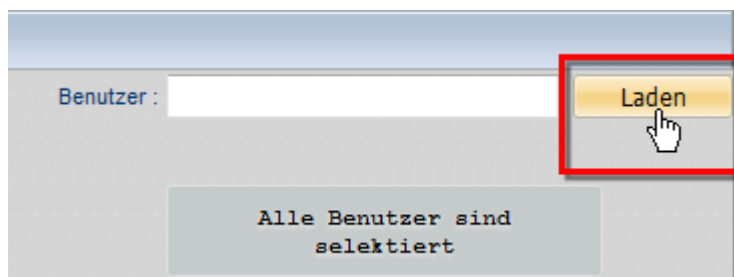 Benutzer :
Laden
Alle Benutzer sind
selektiert